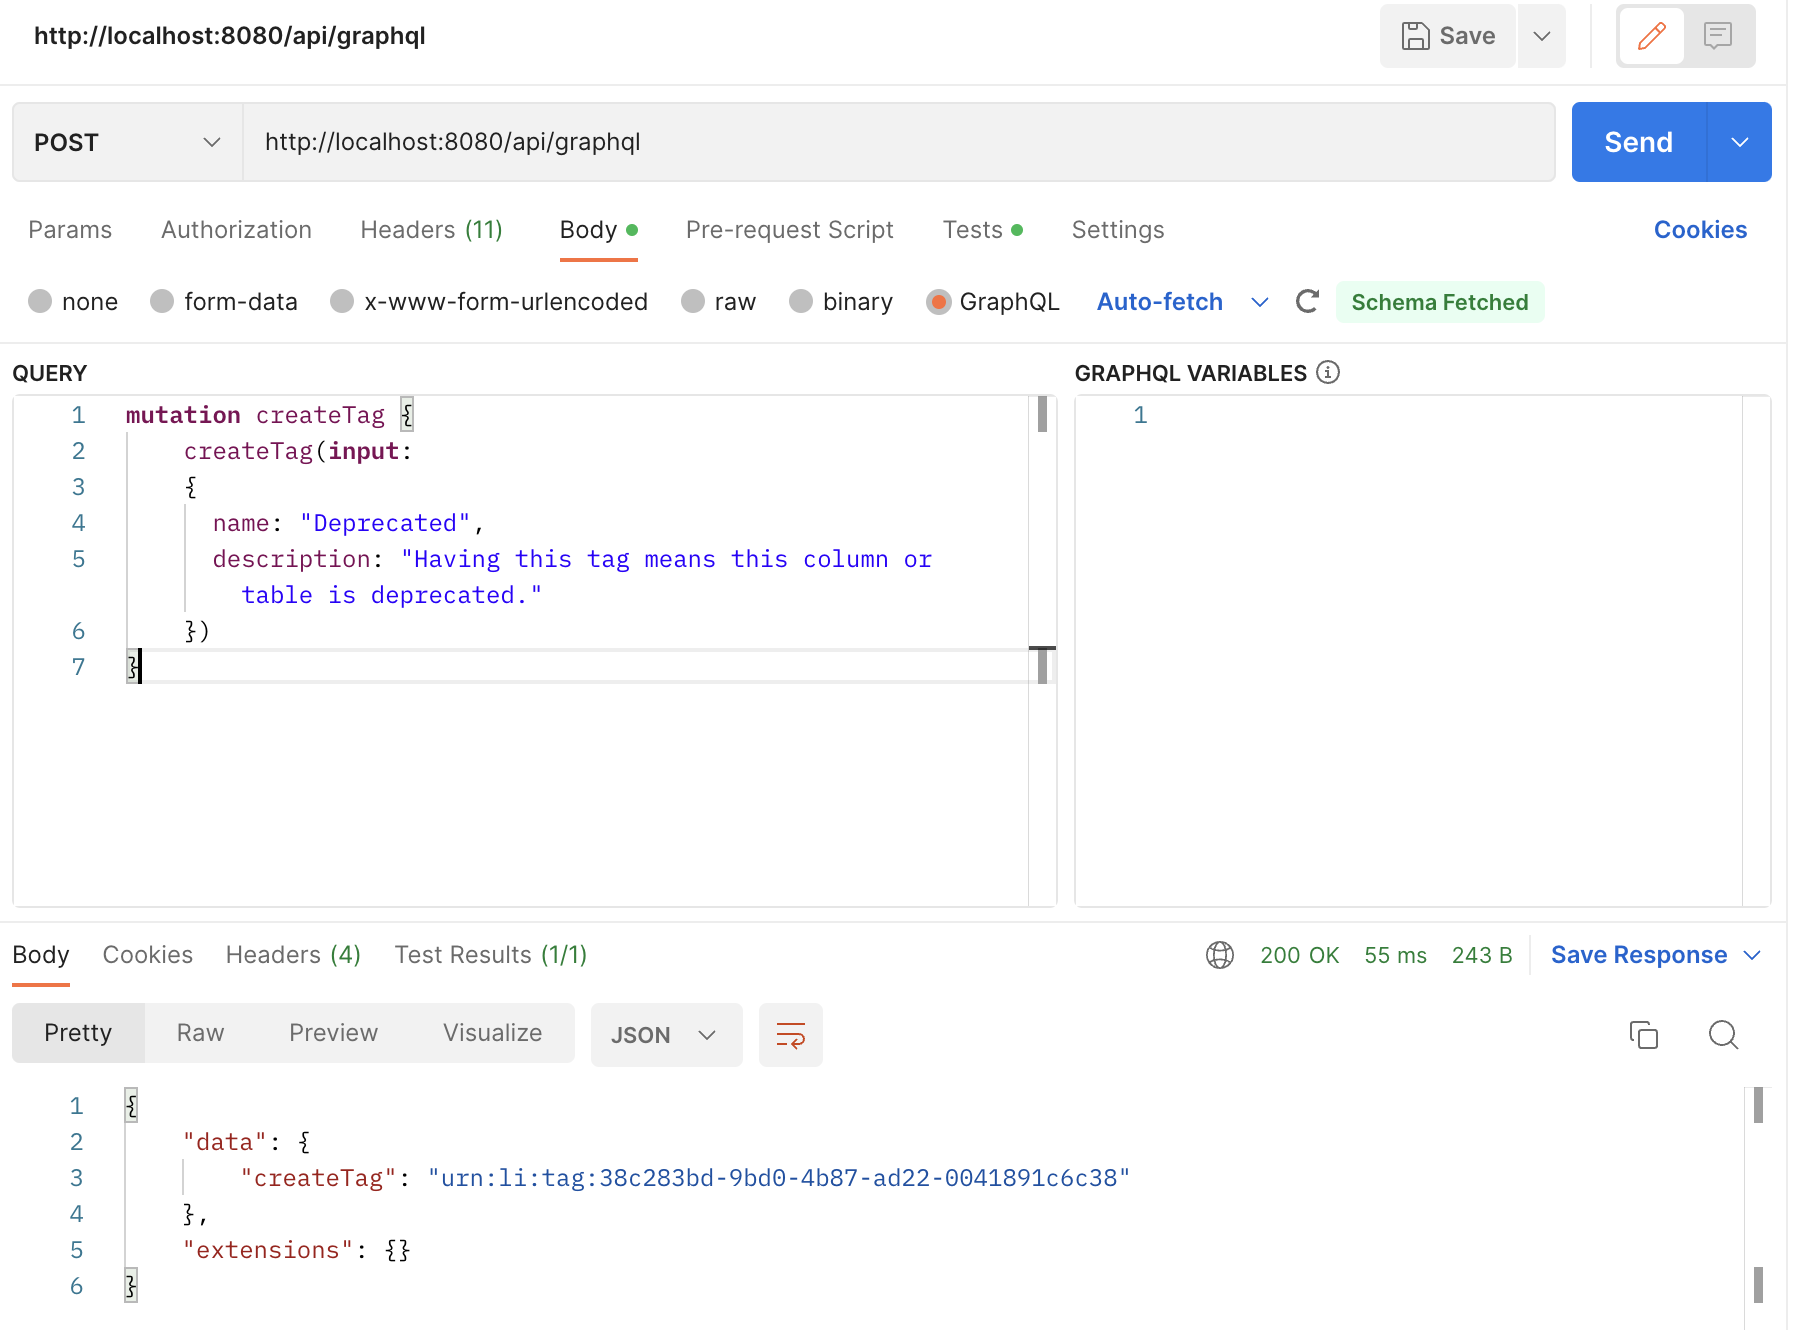 http://localhost:8080/api/graphql
Save
POST
http://localhost:8080/api/graphql
Send
Params Authorization Headers (11) Body Pre-request Script Tests Settings Cookies
none form-data x-www-form-urlencoded raw binary GraphQL Auto-fetch Schema Fetched
QUERY
1 mutation createTag {
2 createTag(input:
3 {
4 name: "Deprecated",
5 description: "Having this tag means this column or
table is deprecated."
6 })
7 }
GRAPHQL VARIABLES
1
Body Cookies Headers (4) Test Results (1/1) 200 OK 55 ms 243 B Save Response
Pretty Raw Preview Visualize JSON
1 {
2 "data": {
3 "createTag": "urn:li:tag:38c283bd-9bd0-4b87-ad22-0041891c6c38"
4 },
5 "extensions": {}
6 }